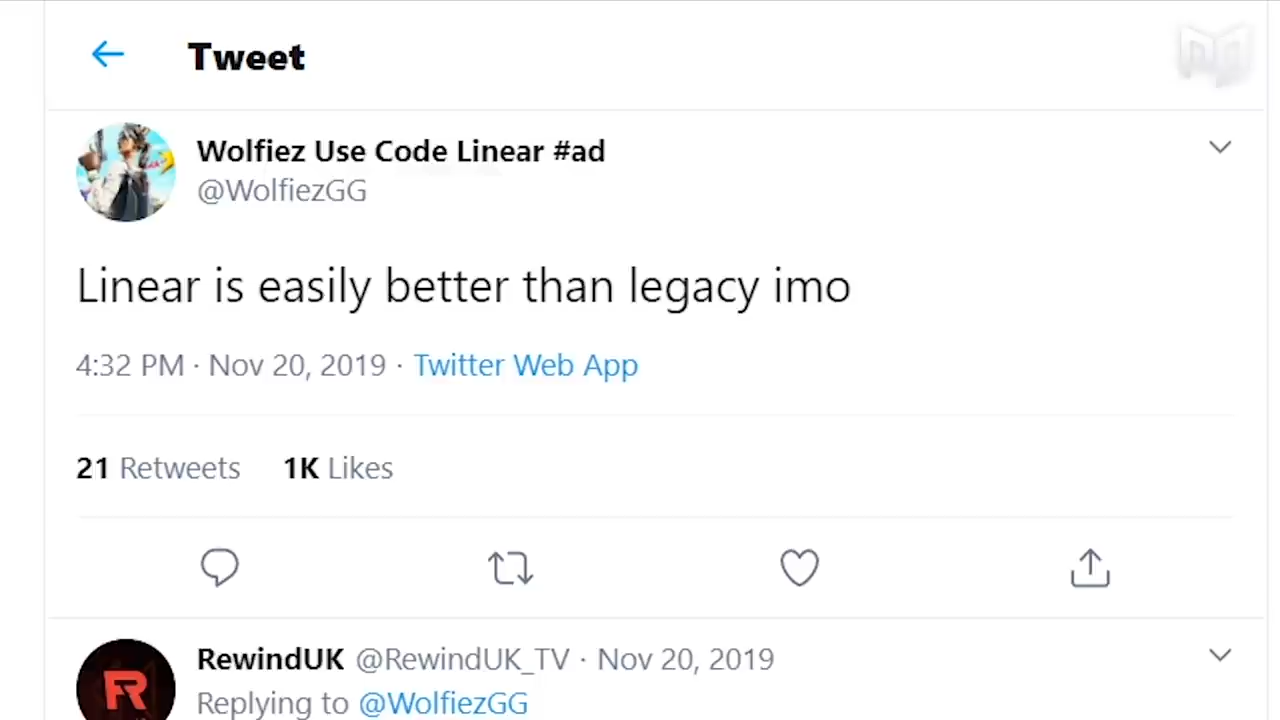 Tweet
Wolfiez Use Code Linear #ad
@WolfiezGG
Linear is easily better than legacy imo
4:32 PM · Nov 20, 2019 · Twitter Web App
21 Retweets 1K Likes
RewindUK @RewindUK_TV · Nov 20, 2019
Replying to @WolfiezGG